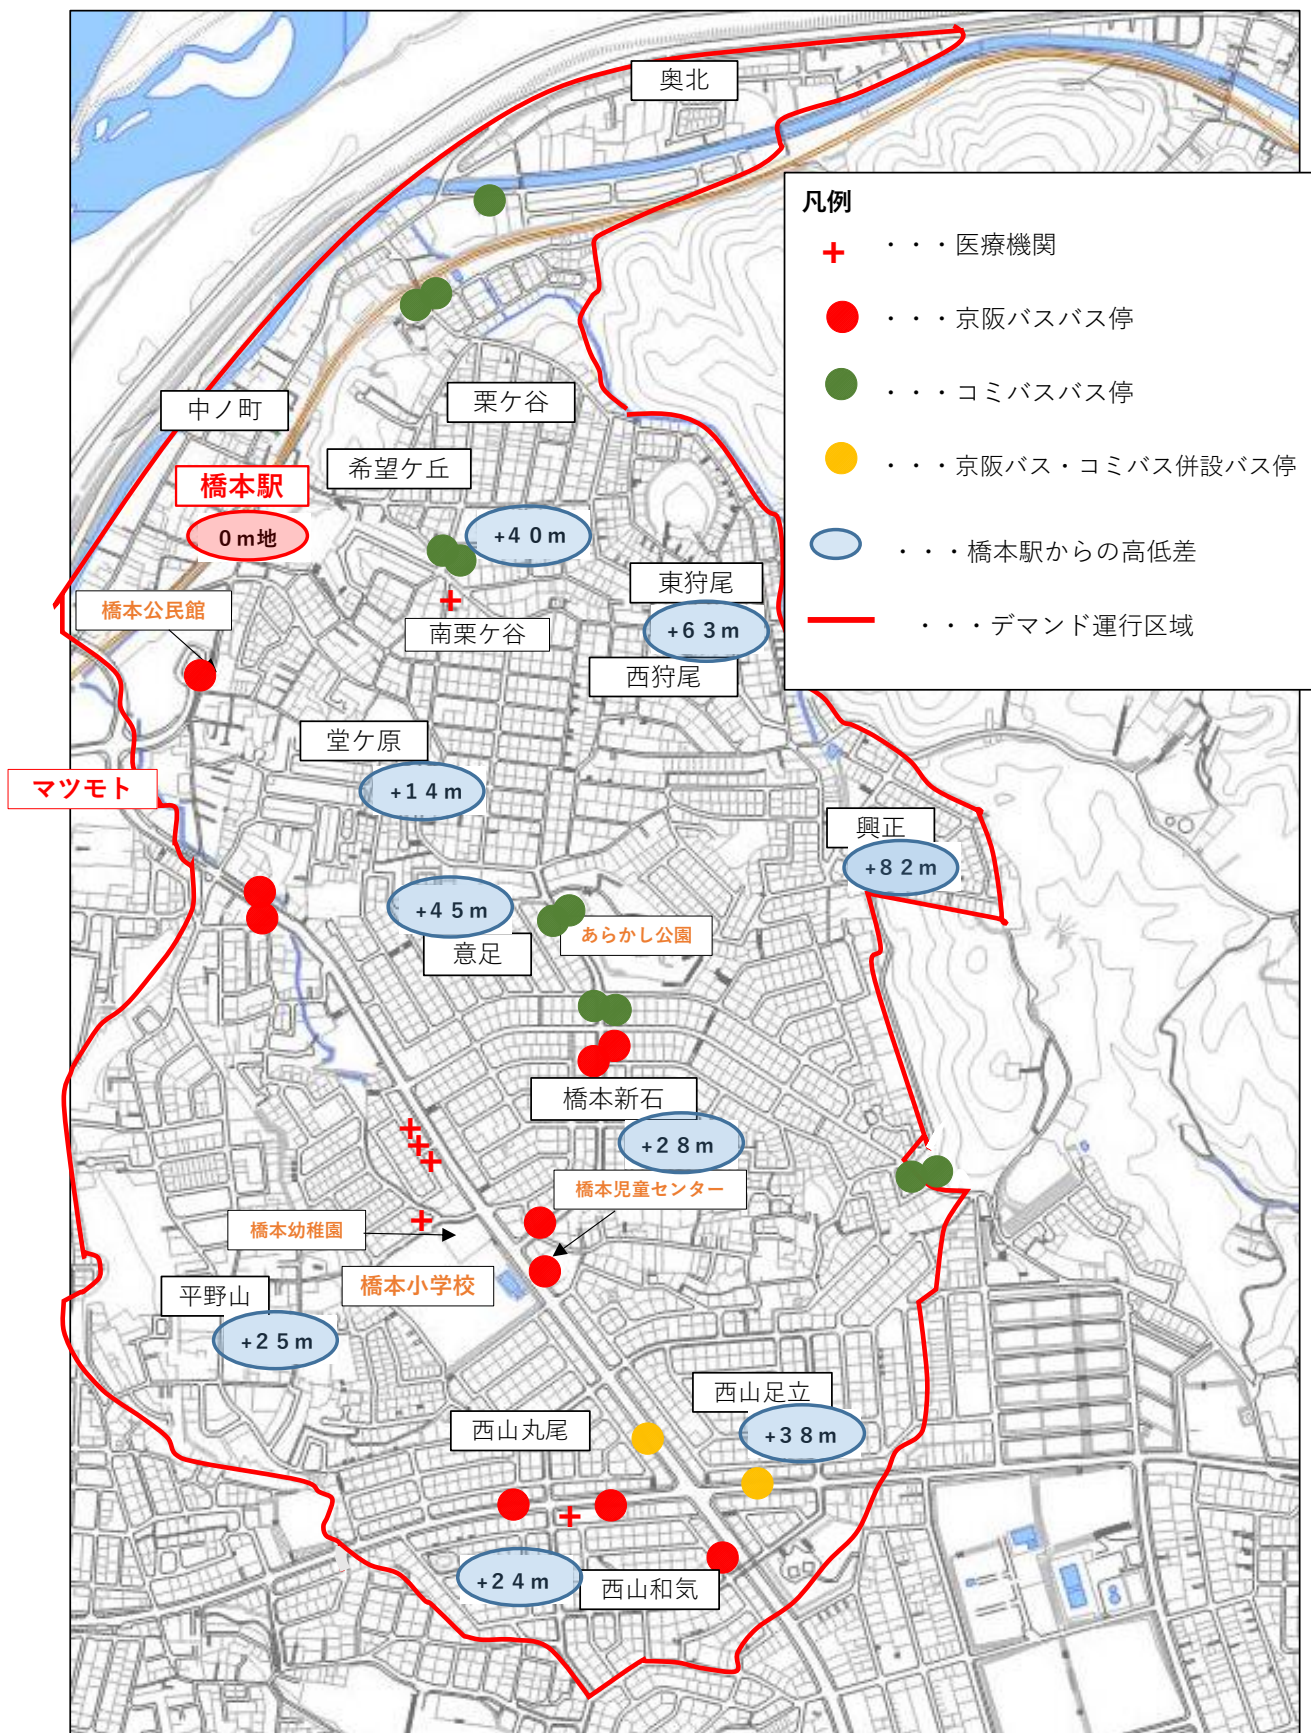 奥北
凡例
・・・医療機関
・・・京阪バスバス停
・・・コミバスバス停
・・・京阪バス・コミバス併設バス停
・・・橋本駅からの高低差
・・・デマンド運行区域
中ノ町
栗ケ谷
希望ケ丘
橋本駅
0m地
+40m
東狩尾
+63m
西狩尾
橋本公民館
南栗ケ谷
堂ケ原
+14m
マツモト
興正
+82m
+45m
意足
あらかし公園
橋本新石
+28m
橋本児童センター
橋本幼稚園
橋本小学校
平野山
+25m
西山足立
+38m
西山丸尾
+24m
西山和気